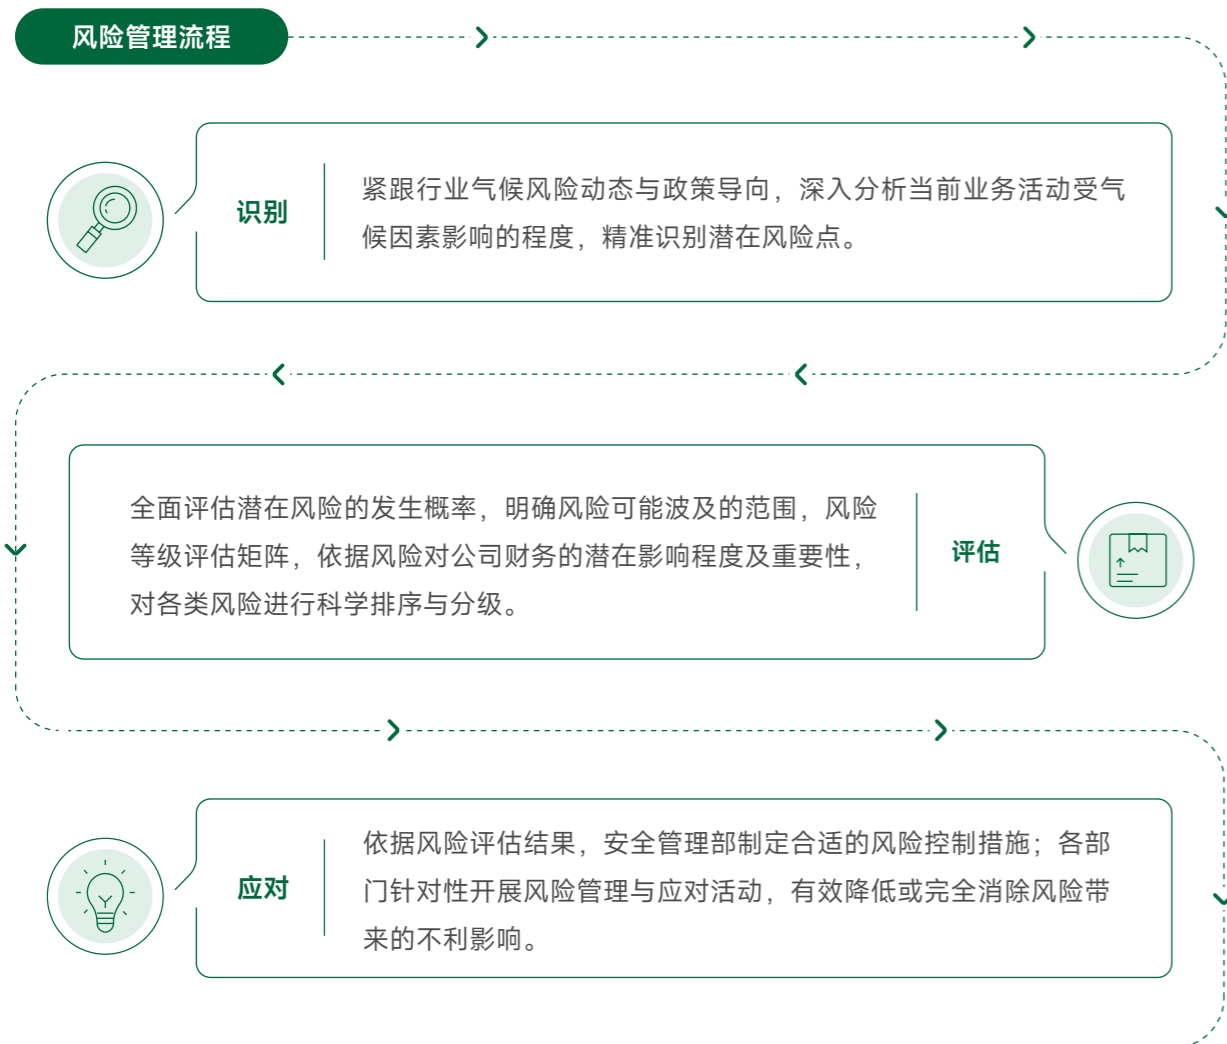 风险管理流程
识别
紧跟行业气候风险动态与政策导向，深入分析当前业务活动受气
候因素影响的程度，精准识别潜在风险点。
全面评估潜在风险的发生概率，明确风险可能波及的范围，风险
等级评估矩阵，依据风险对公司财务的潜在影响程度及重要性，
对各类风险进行科学排序与分级。
评估
应对
依据风险评估结果，安全管理部制定合适的风险控制措施；各部
门针对性开展风险管理与应对活动，有效降低或完全消除风险带
来的不利影响。